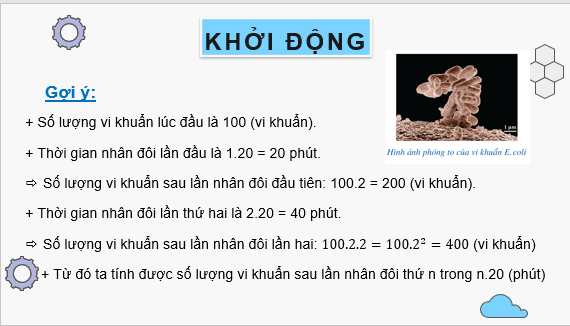 KHỞI ĐỘNG
Gợi ý:
+ Số lượng vi khuẩn lúc đầu là 100 (vi khuẩn).
+ Thời gian nhân đôi lần đầu là 1.20 = 20 phút.
⇨ Số lượng vi khuẩn sau lần nhân đôi đầu tiên: 100.2 = 200 (vi khuẩn).
+ Thời gian nhân đôi lần thứ hai là 2.20 = 40 phút.
⇨ Số lượng vi khuẩn sau lần nhân đôi lần hai: 100.2.2 = 100.2² = 400 (vi khuẩn)
+ Từ đó ta tính được số lượng vi khuẩn sau lần nhân đôi thứ n trong n.20 (phút)
1 μm
Hình ảnh phóng to của vi khuẩn E.coli